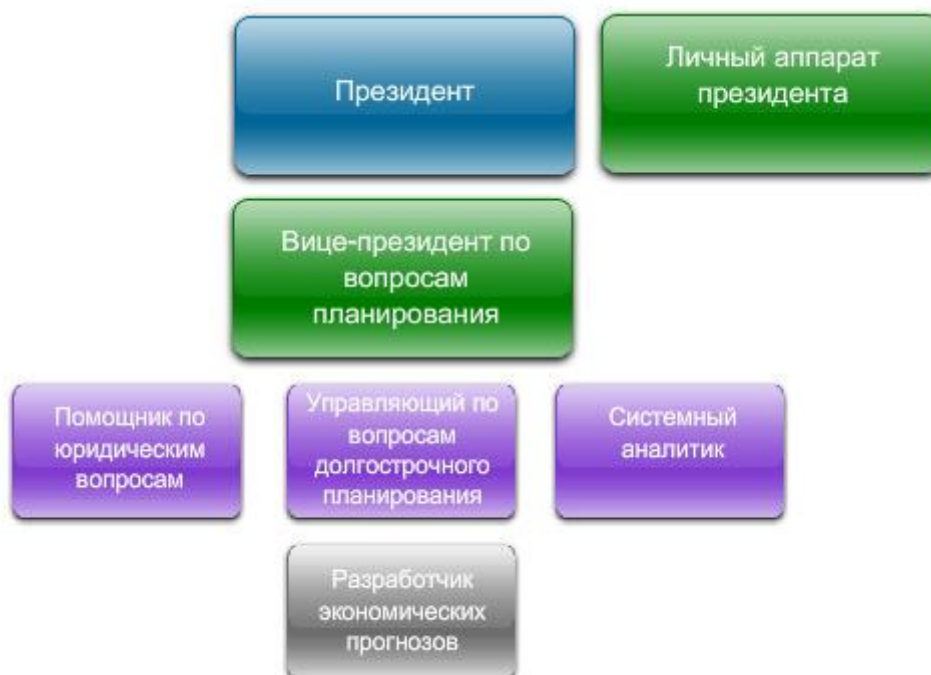 Президент
Личный аппарат
президента
Вице-президент по
вопросам
планирования
Помощник по
юридическим
вопросам
Управляющий по
вопросам
долгострочного
планирования
Системный
аналитик
Разработчик
экономических
прогнозов